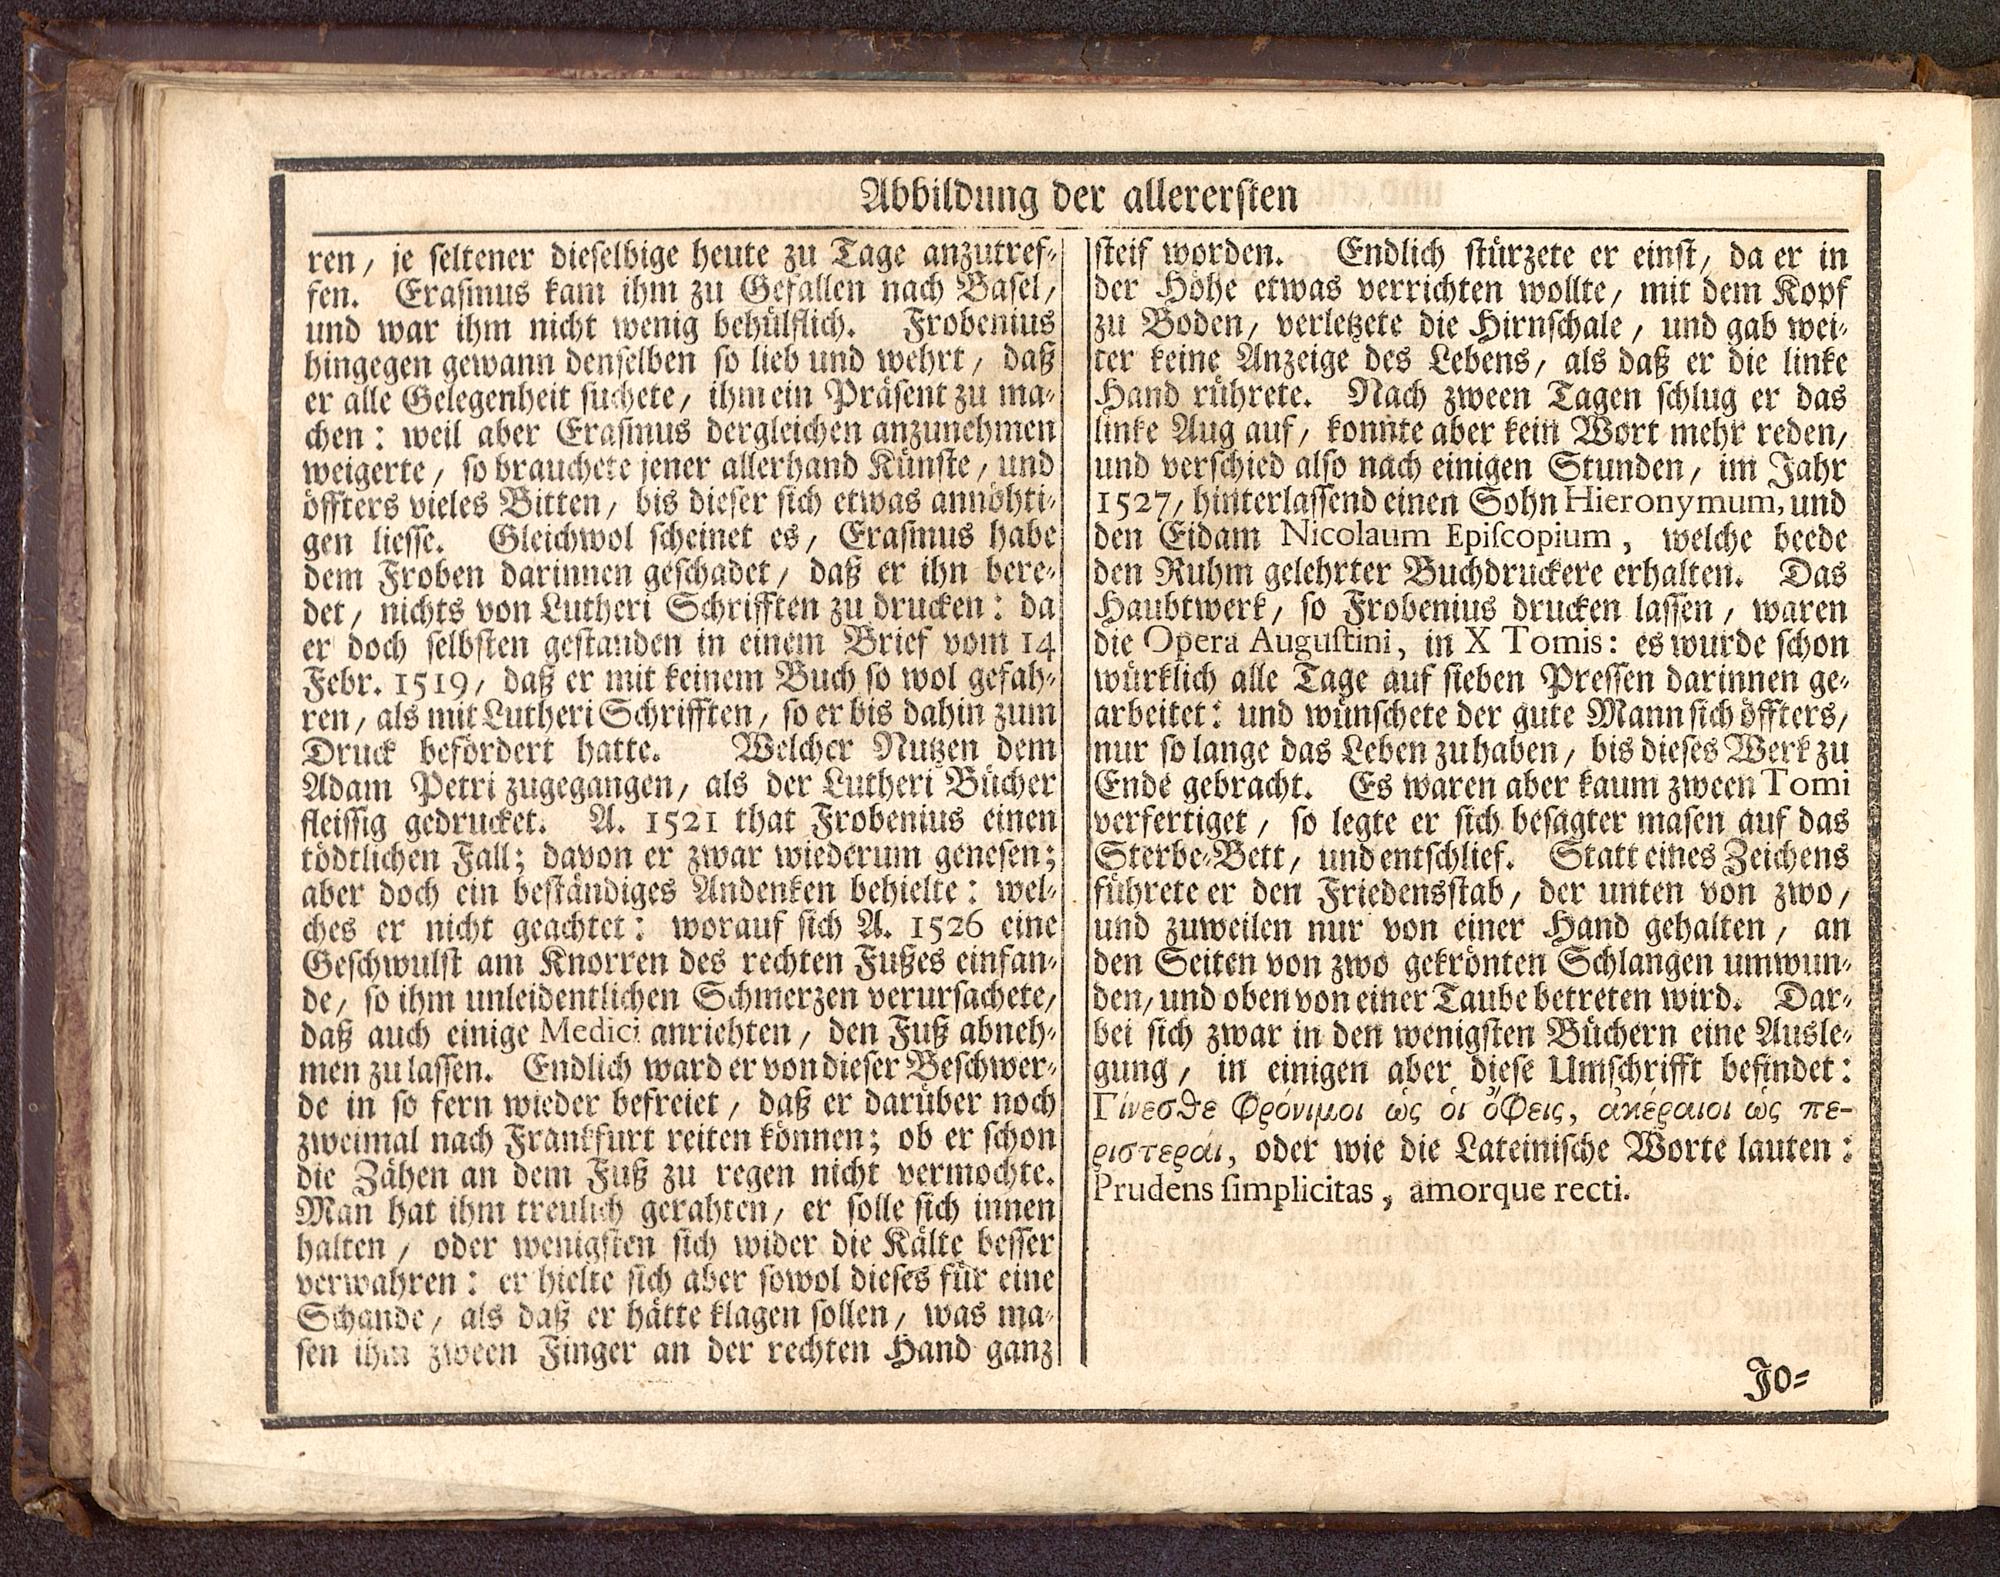 Abbildung der allerersten
ren, je seltener dieselbige heute zu Tage anzutref-
fen. Erasmus kam ihm zu Gefallen nach Basel,
und war ihm nicht wenig behülflich. Frobenius
hingegen gewann denselben so lieb und wehrt, daß
er alle Gelegenheit suchete, ihm ein Präsent zu ma-
chen: weil aber Erasmus dergleichen anzunehmen
weigerte, so brauchete jener allerhand Künste, und
öffters vieles Bitten, bis dieser sich etwas annöhti-
gen liesse. Gleichwol scheinet es, Erasmus habe
dem Froben darinnen geschadet, daß er ihn bere-
det, nichts von Lutheri Schrifften zu drucken: da
er doch selbsten gestanden in einem Brief vom 14
Febr. 1519, daß er mit keinem Buch so wol gefah-
ren, als mit Lutheri Schrifften, so er bis dahin zum
Druck befördert hatte. Welcher Nutzen dem
Adam Petri zugegangen, als der Lutheri Bücher
fleissig gedrucket. A. 1521 that Frobenius einen
tödtlichen Fall; davon er zwar wiederum genesen;
aber doch ein beständiges Andenken behielte: wel-
ches er nicht geachtet: worauf sich A. 1526 eine
Geschwulst am Knorren des rechten Fußes einfan-
de, so ihm unleidentlichen Schmerzen verursachete,
daß auch einige Medici anriehten, den Fuß abneh-
men zu lassen. Endlich ward er von dieser Beschwer-
de in so fern wieder befreiet, daß er darüber noch
zweimal nach Frankfurt reiten können; ob er schon
die Zähen an dem Fuß zu regen nicht vermochte.
Man hat ihm treulich gerahten, er solle sich innen
halten, oder wenigsten sich wider die Kälte besser
verwahren: er hielte sich aber sowol dieses für eine
Schande, als daß er hätte klagen sollen, was ma-
sen ihm zween Finger an der rechten Hand ganz
steif worden. Endlich stürzete er einst, da er in
der Höhe etwas verrichten wollte, mit dem Kopf
zu Boden, verletzete die Hirnschale, und gab wei-
ter keine Anzeige des Lebens, als daß er die linke
Hand rührete. Nach zween Tagen schlug er das
linke Aug auf, konnte aber kein Wort mehr reden,
und verschied also nach einigen Stunden, im Jahr
1527, hinterlassend einen Sohn Hieronymum, und
den Eidam Nicolaum Episcopium, welche beede
den Ruhm gelehrter Buchdruckere erhalten. Das
Haubtwerk, so Frobenius drucken lassen, waren
die Opera Augustini, in X Tomis: es wurde schon
würklich alle Tage auf sieben Pressen darinnen ge-
arbeitet: und wünschete der gute Mann sich öffters,
nur so lange das Leben zu haben, bis dieses Werk zu
Ende gebracht. Es waren aber kaum zween Tomi
verfertiget, so legte er sich besagter masen auf das
Sterbe-Bett, und entschlief. Statt eines Zeichens
führete er den Friedensstab, der unten von zwo,
und zuweilen nur von einer Hand gehalten, an
den Seiten von zwo gekrönten Schlangen umwun-
den, und oben von einer Taube betreten wird. Dar-
bei sich zwar in den wenigsten Büchern eine Ausle-
gung, in einigen aber diese Umschrifft befindet:
Γίνεσθε φρόνιμοι ὡς οἱ ὄφεις, ἀκέραιοι ὡς πε-
ριστεραὶ, oder wie die Lateinische Worte lauten:
Prudens simplicitas, amorque recti.
Jo-